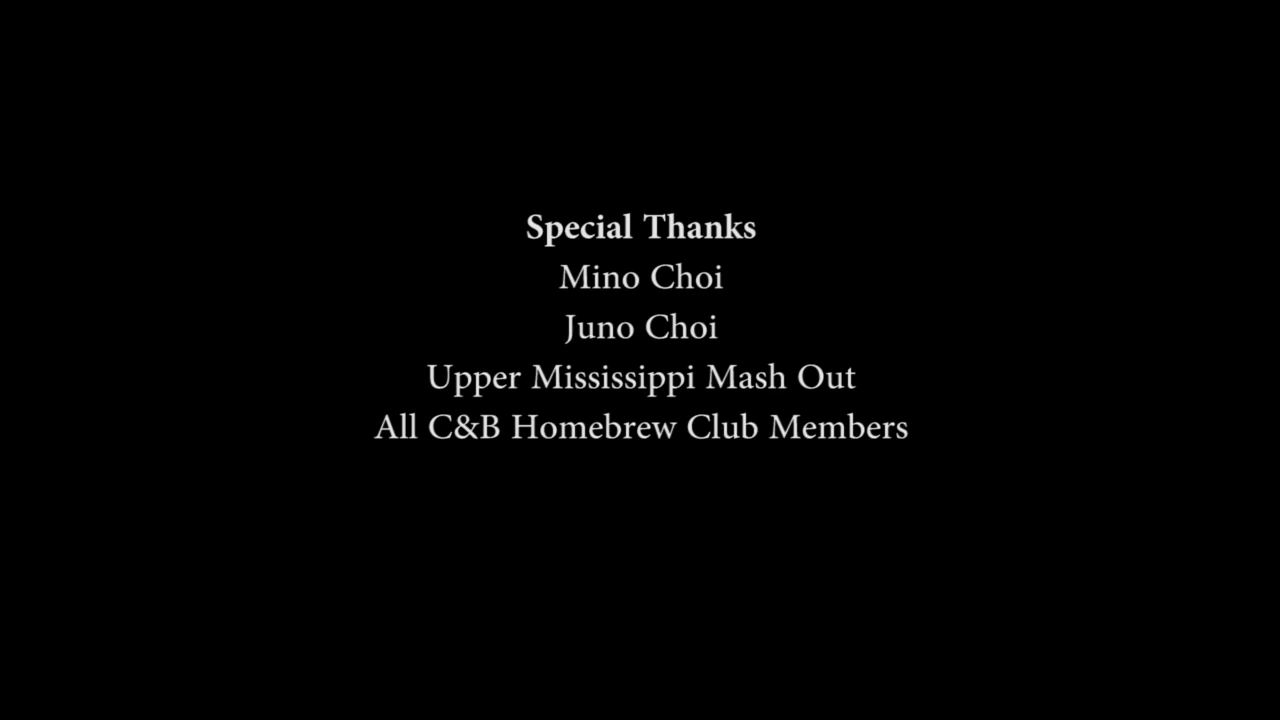 Special Thanks
Mino Choi
Juno Choi
Upper Mississippi Mash Out
All C&B Homebrew Club Members